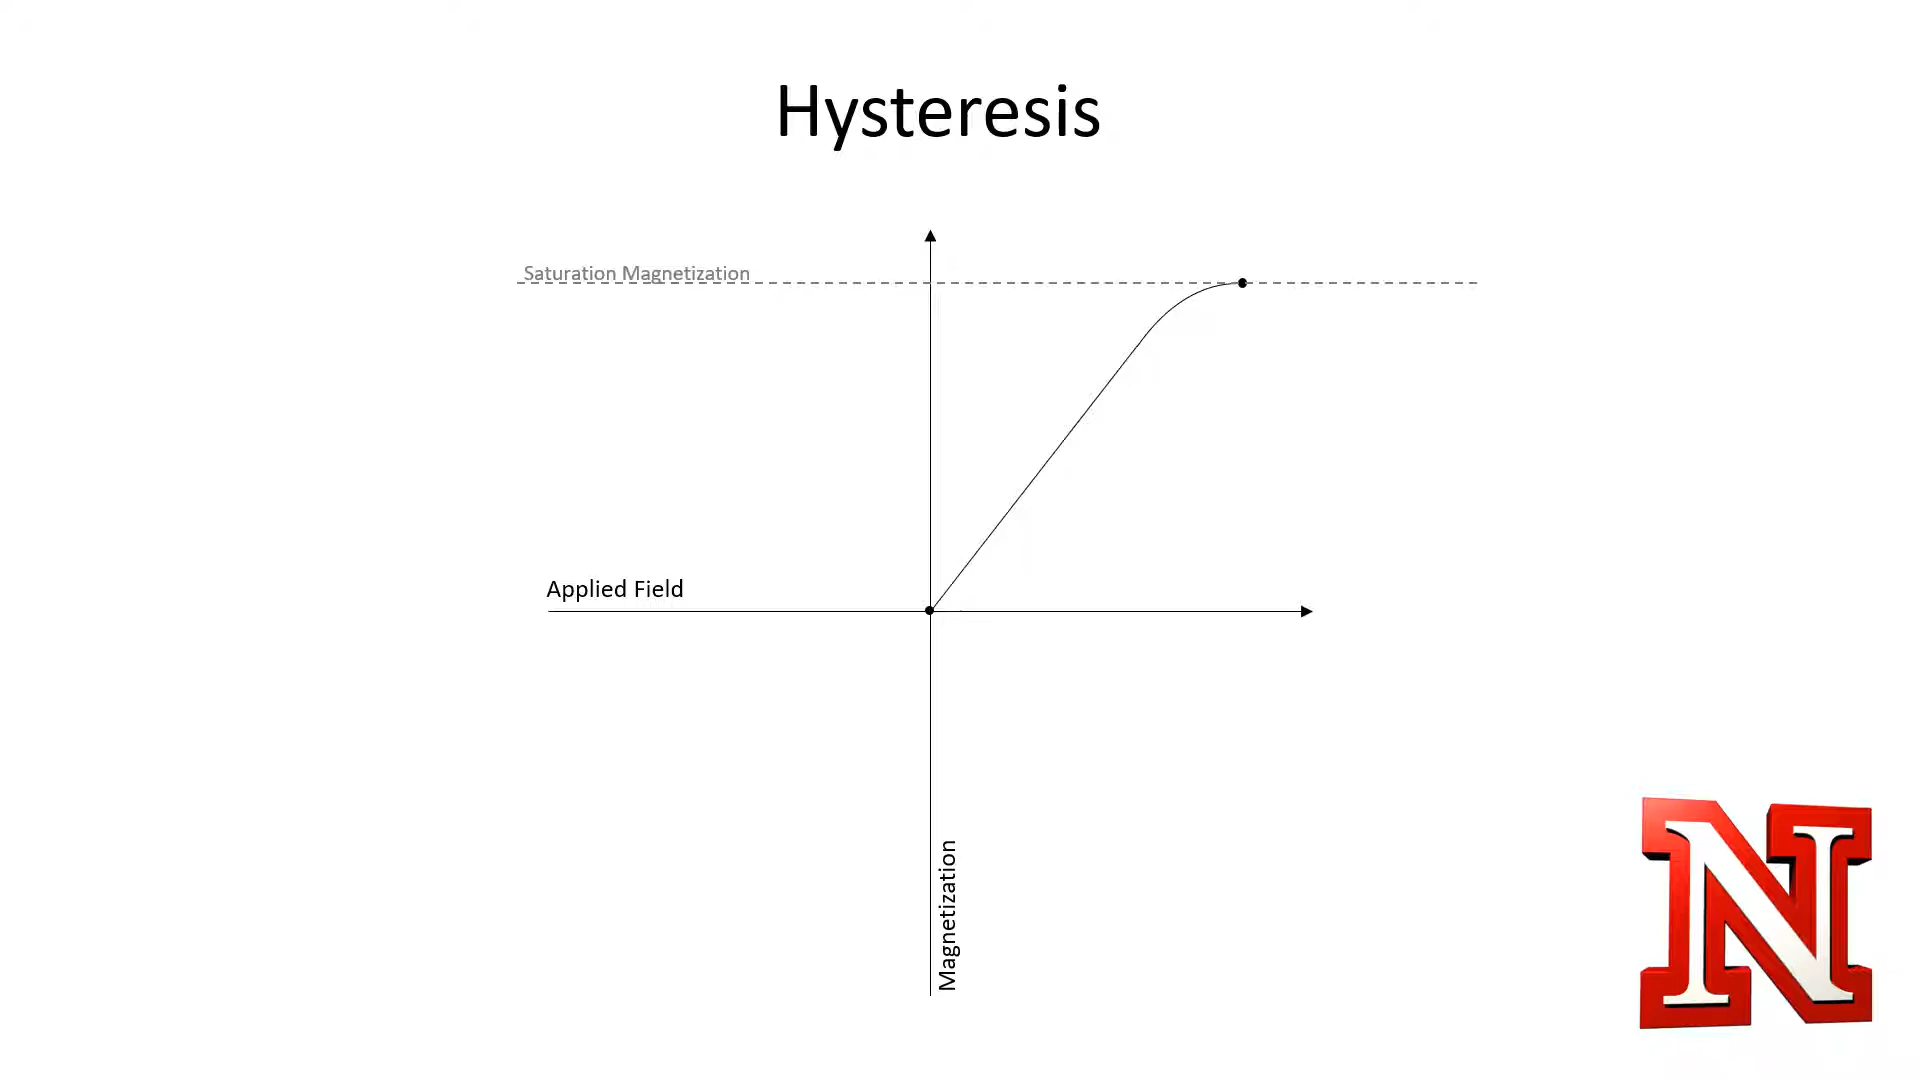 Hysteresis
Saturation Magnetization
Applied Field
Magnetization
N